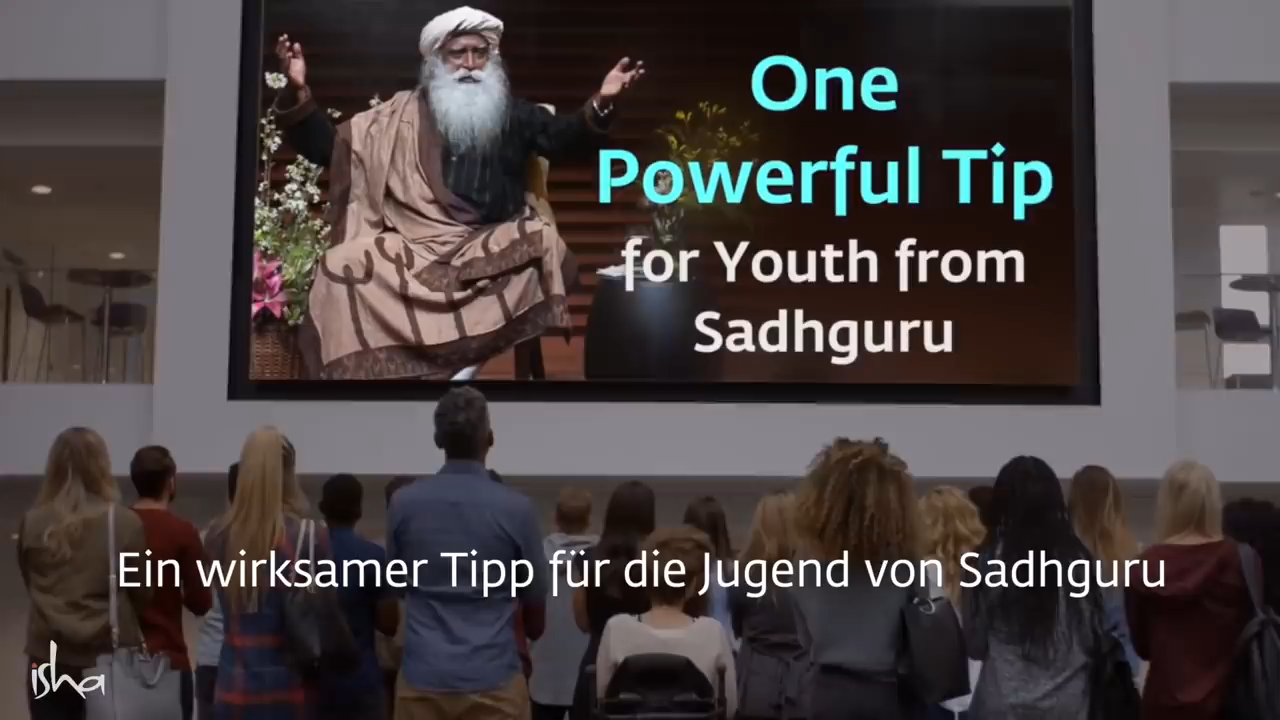 One
Powerful Tip
for Youth from
Sadhguru
Ein wirksamer Tipp für die Jugend von Sadhguru
isha